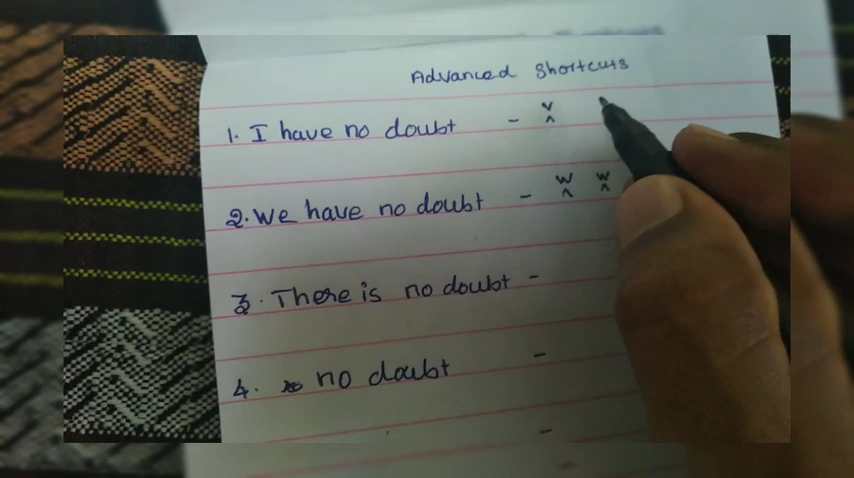 Advanced Shortcuts
1. I have no doubt -
2. We have no doubt -
3. There is no doubt -
4. no doubt -
-